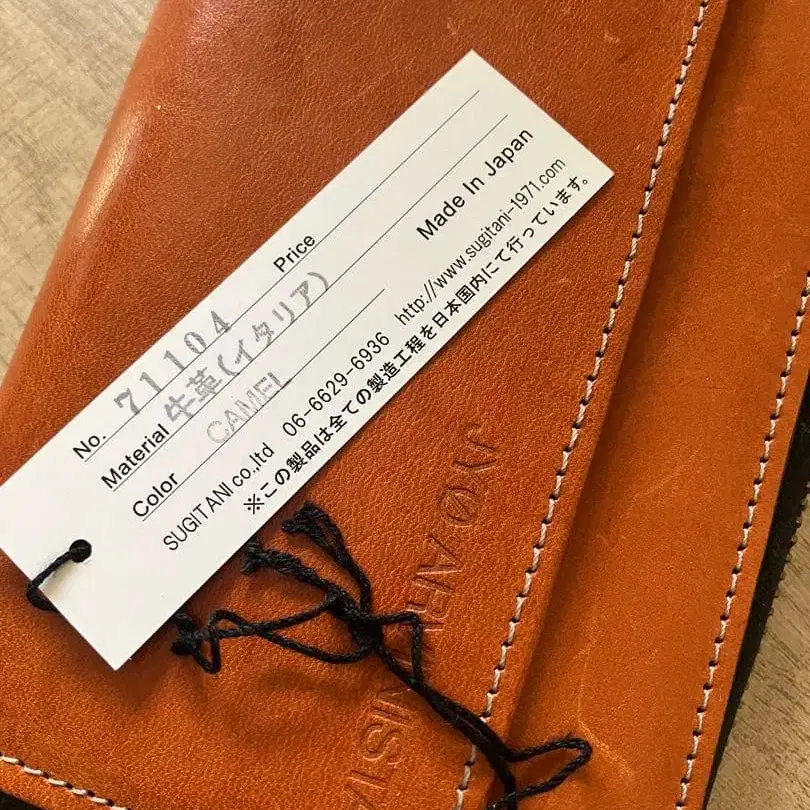 No. 71104 Price
Material 牛革(イタリア)
Color CAMEL Made In Japan
SUGITANI co.,ltd 06-6629-6936 http://www.sugitani-1971.com
※この製品は全ての製造工程を日本国内にて行っています。
JYØ